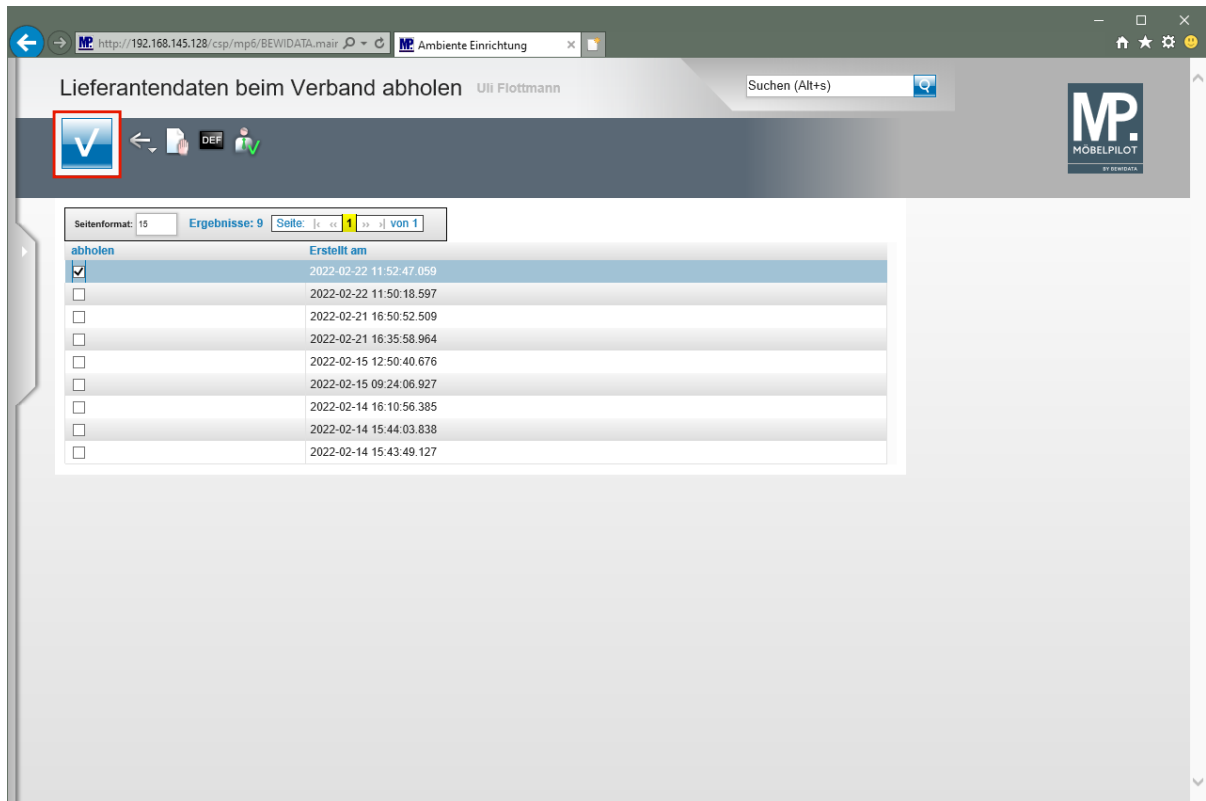 http://192.168.145.128/csp/mp6/BEWIDATA.mair
MP. Ambiente Einrichtung
Lieferantendaten beim Verband abholen Uli Flottmann
Suchen (Alt+s)
DEF
MP.
MÖBELPILOT
BY BEWIDATA
Seitenformat: 15 Ergebnisse: 9 Seite: |‹ ‹‹ 1 ›› ›| von 1
abholen Erstellt am
2022-02-22 11:52:47.059
2022-02-22 11:50:18.597
2022-02-21 16:50:52.509
2022-02-21 16:35:58.964
2022-02-15 12:50:40.676
2022-02-15 09:24:06.927
2022-02-14 16:10:56.385
2022-02-14 15:44:03.838
2022-02-14 15:43:49.127